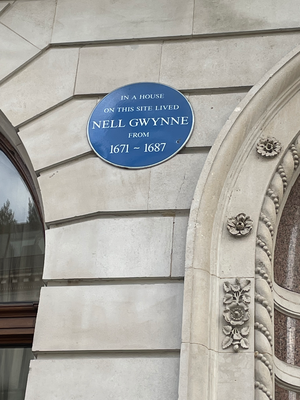 IN A HOUSE
ON THIS SITE LIVED
NELL GWYNNE
FROM
1671 ~ 1687